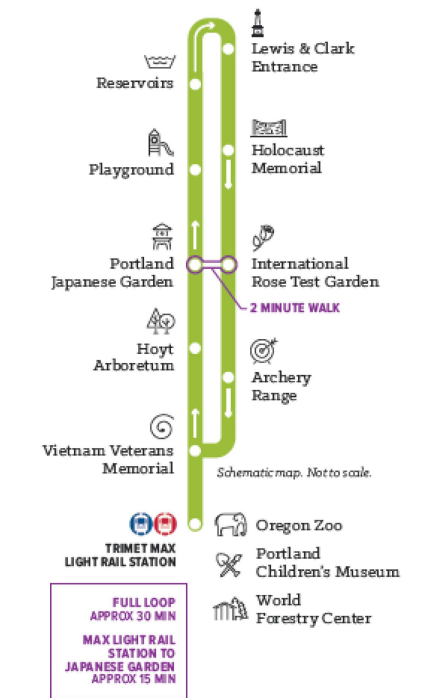 Lewis & Clark
Entrance
Reservoirs
Holocaust
Memorial
Playground
Portland
Japanese Garden
International
Rose Test Garden
2 MINUTE WALK
Hoyt
Arboretum
Archery
Range
Vietnam Veterans
Memorial
Schematic map. Not to scale.
TRIMET MAX
LIGHT RAIL STATION
Oregon Zoo
Portland
Children's Museum
World
Forestry Center
FULL LOOP
APPROX 30 MIN
MAX LIGHT RAIL
STATION TO
JAPANESE GARDEN
APPROX 15 MIN